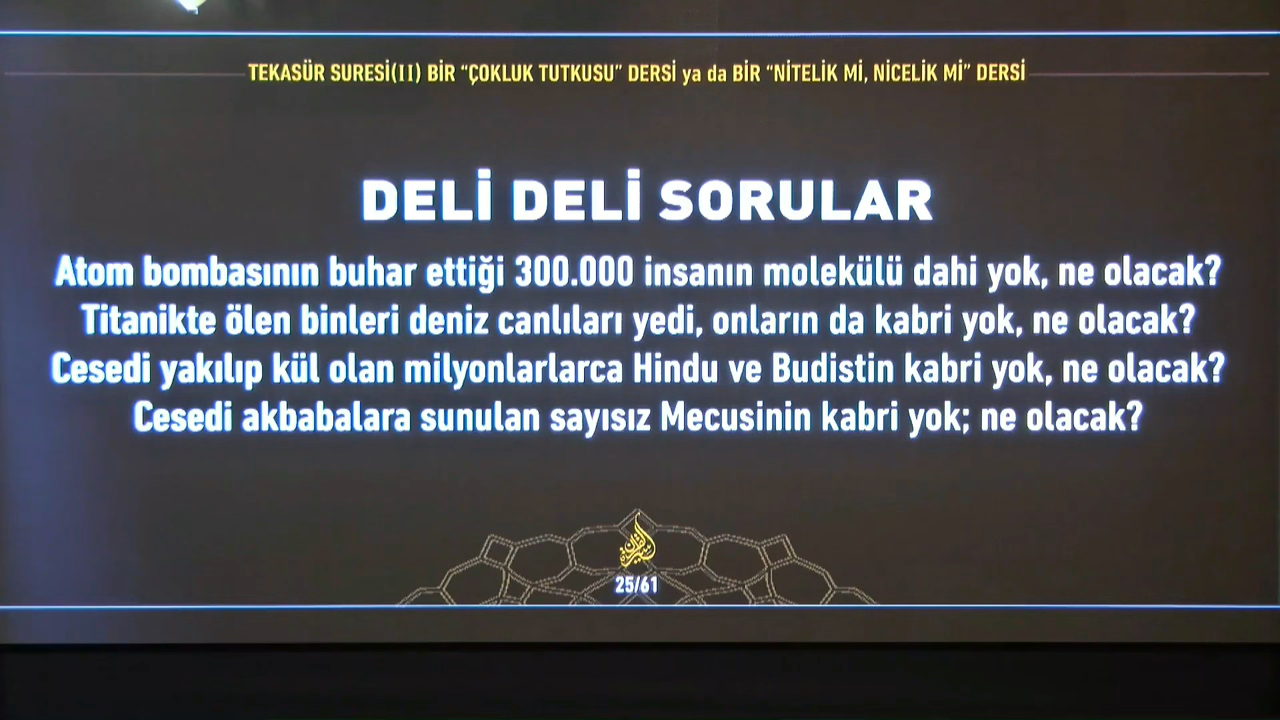 TEKASÜR SURESİ(II) BİR “ÇOKLUK TUTKUSU” DERSİ ya da BİR “NİTELİK Mİ, NİCELİK Mİ” DERSİ
DELİ DELİ SORULAR
Atom bombasının buhar ettiği 300.000 insanın molekülü dahi yok, ne olacak?
Titanikte ölen binleri deniz canlıları yedi, onların da kabri yok, ne olacak?
Cesedi yakılıp kül olan milyonlarlarca Hindu ve Budistin kabri yok, ne olacak?
Cesedi akbabalara sunulan sayısız Mecusinin kabri yok; ne olacak?
25/61